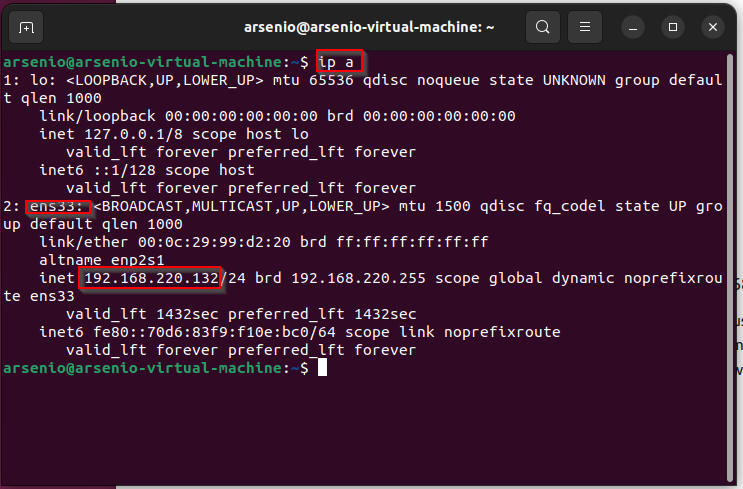 arsenio@arsenio-virtual-machine: ~
arsenio@arsenio-virtual-machine:~$ ip a
1: lo: <LOOPBACK,UP,LOWER_UP> mtu 65536 qdisc noqueue state UNKNOWN group defaul
t qlen 1000
    link/loopback 00:00:00:00:00:00 brd 00:00:00:00:00:00
    inet 127.0.0.1/8 scope host lo
       valid_lft forever preferred_lft forever
    inet6 ::1/128 scope host
       valid_lft forever preferred_lft forever
2: ens33: <BROADCAST,MULTICAST,UP,LOWER_UP> mtu 1500 qdisc fq_codel state UP gro
up default qlen 1000
    link/ether 00:0c:29:99:d2:20 brd ff:ff:ff:ff:ff:ff
    altname enp2s1
    inet 192.168.220.132/24 brd 192.168.220.255 scope global dynamic noprefixrou
te ens33
       valid_lft 1432sec preferred_lft 1432sec
    inet6 fe80::70d6:83f9:f10e:bc0/64 scope link noprefixroute
       valid_lft forever preferred_lft forever
arsenio@arsenio-virtual-machine:~$